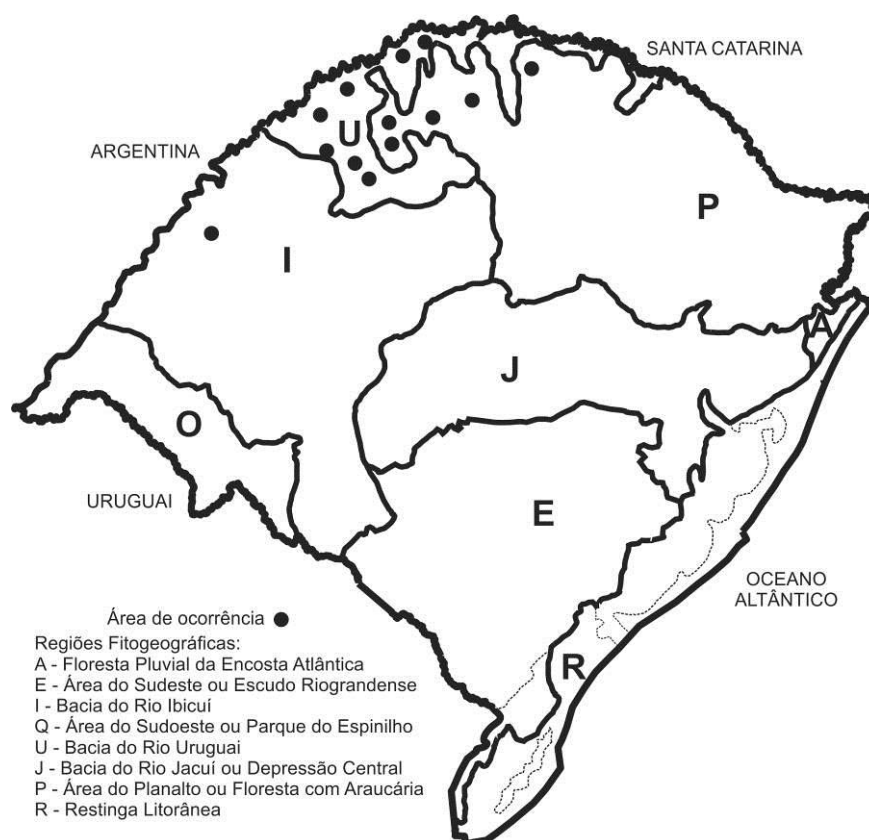 SANTA CATARINA
ARGENTINA
U
P
I
A
J
O
URUGUAI
E
OCEANO
ALTÂNTICO
R
Área de ocorrência
Regiões Fitogeográficas:
A - Floresta Pluvial da Encosta Atlântica
E - Área do Sudeste ou Escudo Riograndense
I - Bacia do Rio Ibicuí
Q - Área do Sudoeste ou Parque do Espinilho
U - Bacia do Rio Uruguai
J - Bacia do Rio Jacuí ou Depressão Central
P - Área do Planalto ou Floresta com Araucária
R - Restinga Litorânea